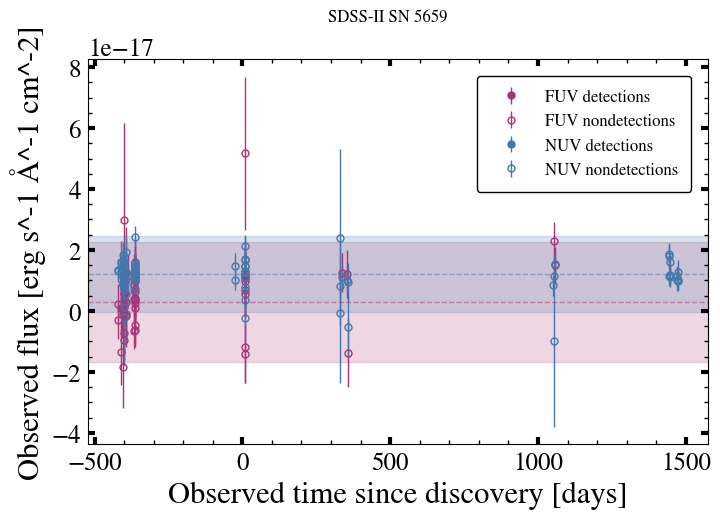 SDSS-II SN 5659
1e−17
8
6
4
2
0
−2
−4
−500
0
500
1000
1500
Observed flux [erg s^-1 Å^-1 cm^-2]
Observed time since discovery [days]
FUV detections
FUV nondetections
NUV detections
NUV nondetections